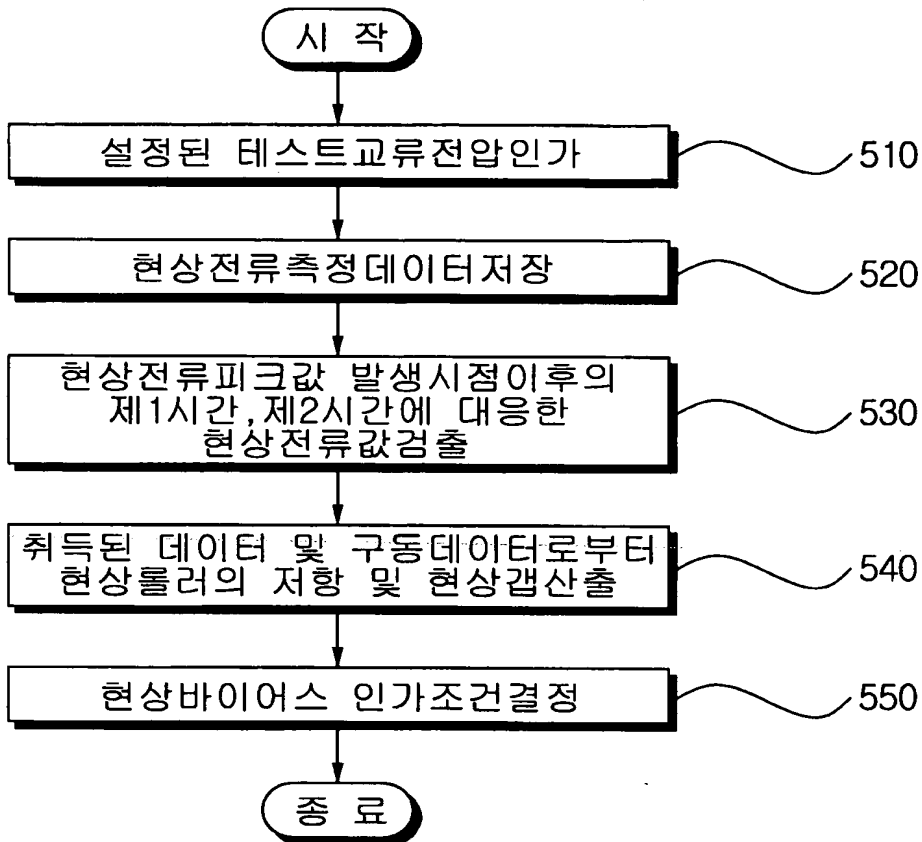 시 작
설정된 테스트교류전압인가
510
현상전류측정데이터저장
520
현상전류피크값 발생시점이후의
제1시간,제2시간에 대응한
현상전류값검출
530
취득된 데이터 및 구동데이터로부터
현상롤러의 저항 및 현상갭산출
540
현상바이어스 인가조건결정
550
종 료